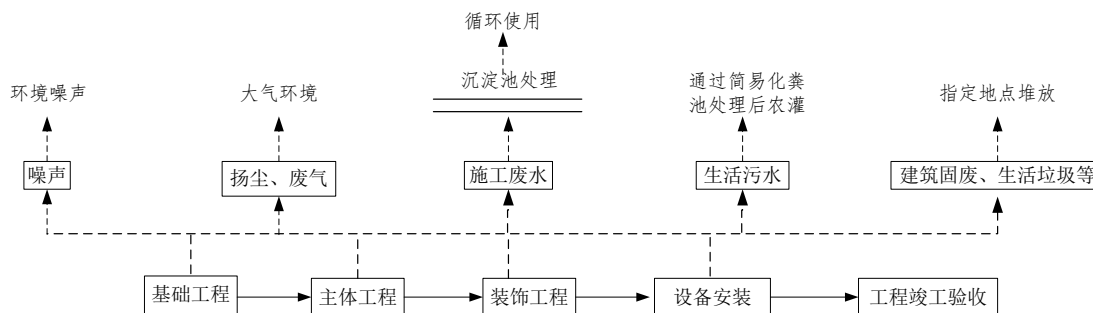 循环使用
环境噪声
大气环境
沉淀池处理
通过简易化粪
池处理后农灌
指定地点堆放
噪声
扬尘、废气
施工废水
生活污水
建筑固废、生活垃圾等
基础工程
主体工程
装饰工程
设备安装
工程竣工验收